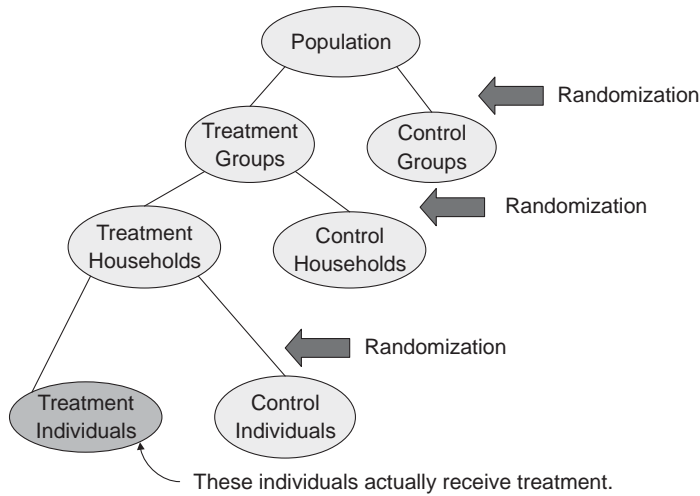 Population
Randomization
Treatment
Groups
Control
Groups
Randomization
Treatment
Households
Control
Households
Randomization
Treatment
Individuals
Control
Individuals
These individuals actually receive treatment.